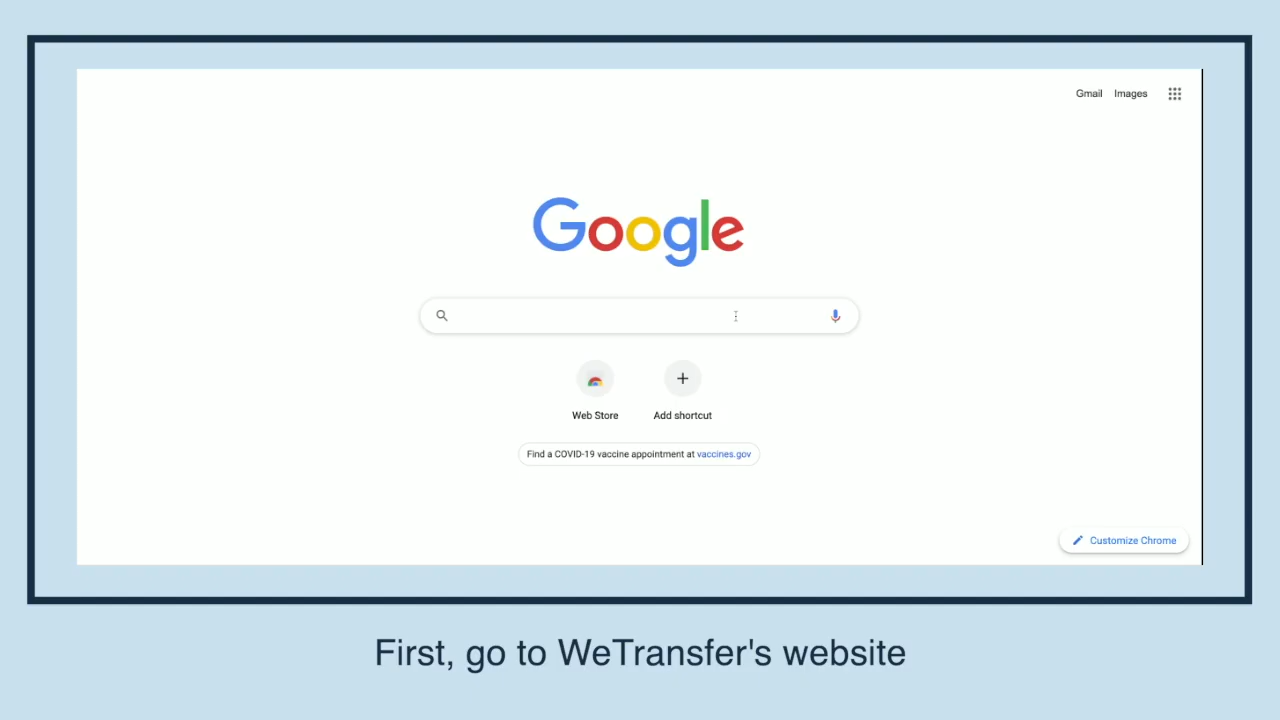 Gmail Images
Google
Web Store Add shortcut
Find a COVID-19 vaccine appointment at vaccines.gov
Customize Chrome
First, go to WeTransfer's website